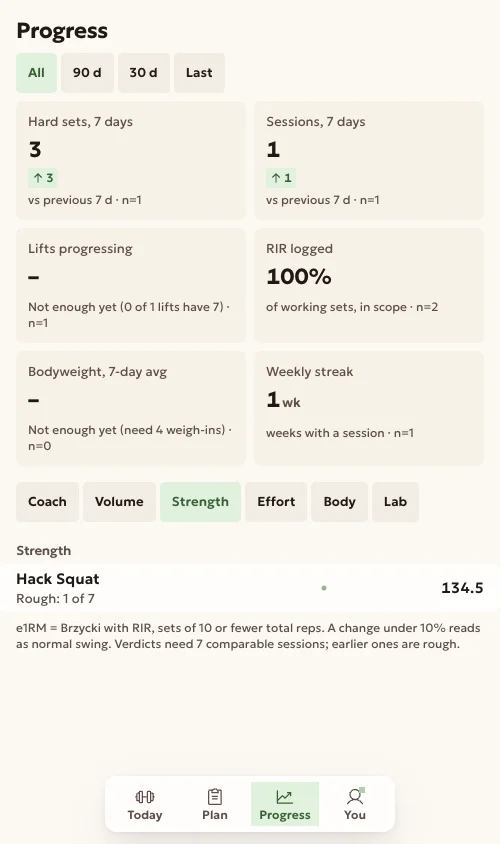 Progress
All
90 d
30 d
Last
Hard sets, 7 days
3
↑ 3
vs previous 7 d · n=1
Sessions, 7 days
1
↑ 1
vs previous 7 d · n=1
Lifts progressing
–
Not enough yet (0 of 1 lifts have 7) ·
n=1
RIR logged
100%
of working sets, in scope · n=2
Bodyweight, 7-day avg
–
Not enough yet (need 4 weigh-ins) ·
n=0
Weekly streak
1 wk
weeks with a session · n=1
Coach
Volume
Strength
Effort
Body
Lab
Strength
Hack Squat
Rough: 1 of 7
134.5
e1RM = Brzycki with RIR, sets of 10 or fewer total reps. A change under 10% reads
as normal swing. Verdicts need 7 comparable sessions; earlier ones are rough.
Today
Plan
Progress
You